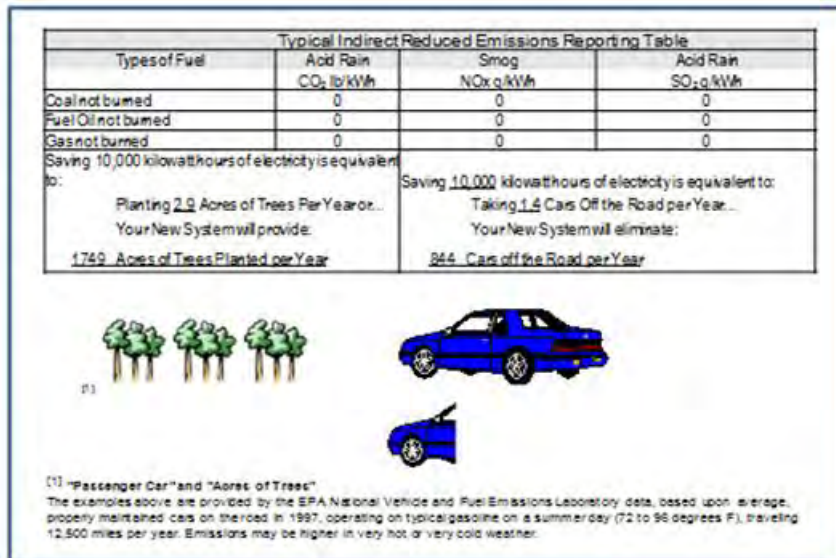 Typical Indirect Reduced Emissions Reporting Table
Types of Fuel Acid Rain Smog Acid Rain
CO₂ lb/kWh NOx g/kWh SO₂ g/kWh
Coal not burned 0 0 0
Fuel Oil not burned 0 0 0
Gas not burned 0 0 0
Saving 10,000 kilowatthours of electricity is equivalent
to:
Planting 2.9 Acres of Trees Per Year or...
Your New System will provide:
1749 Acres of Trees Planted per Year
Saving 10,000 kilowatthours of electricity is equivalent to:
Taking 1.4 Cars Off the Road per Year...
Your New System will eliminate:
844 Cars off the Road per Year
[1]
[1] "Passenger Car" and "Acres of Trees"
The examples above are provided by the EPA National Vehicle and Fuel Emissions Laboratory data, based upon average,
properly maintained cars on the road in 1997, operating on typical gasoline on a summer day (72 to 96 degrees F), traveling
12,500 miles per year. Emissions may be higher in very hot or very cold weather.